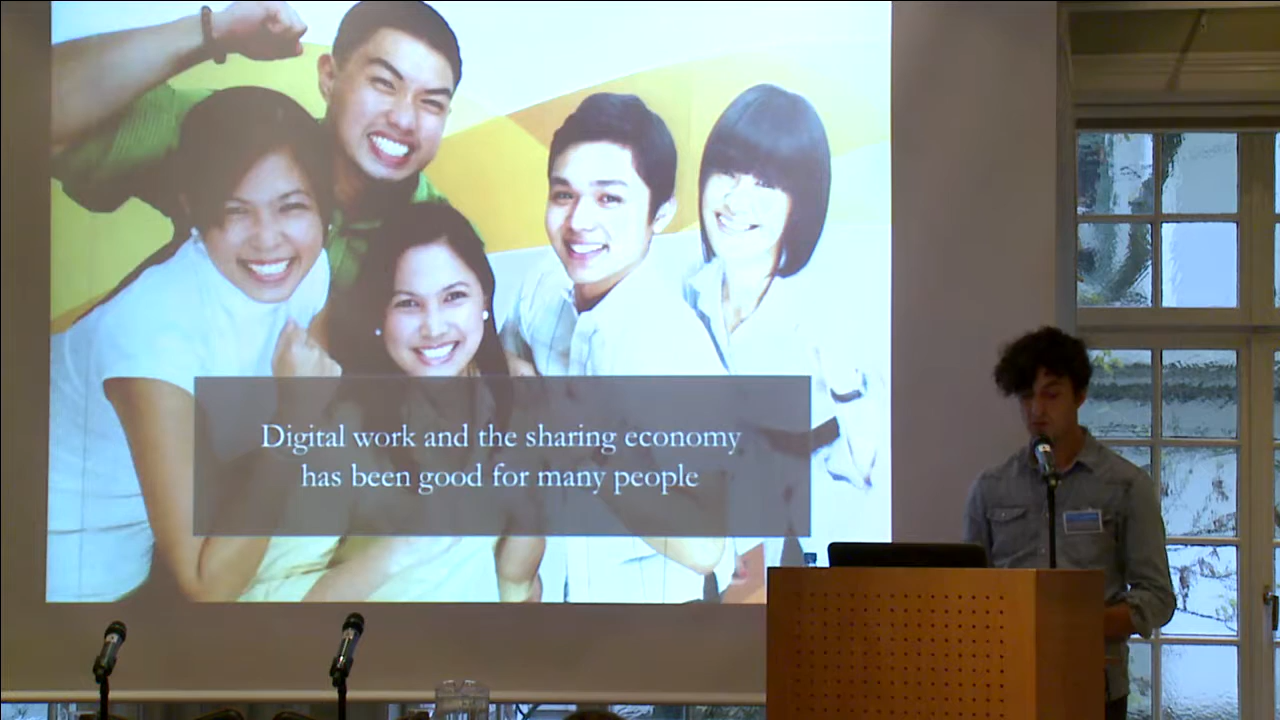 Digital work and the sharing economy
has been good for many people